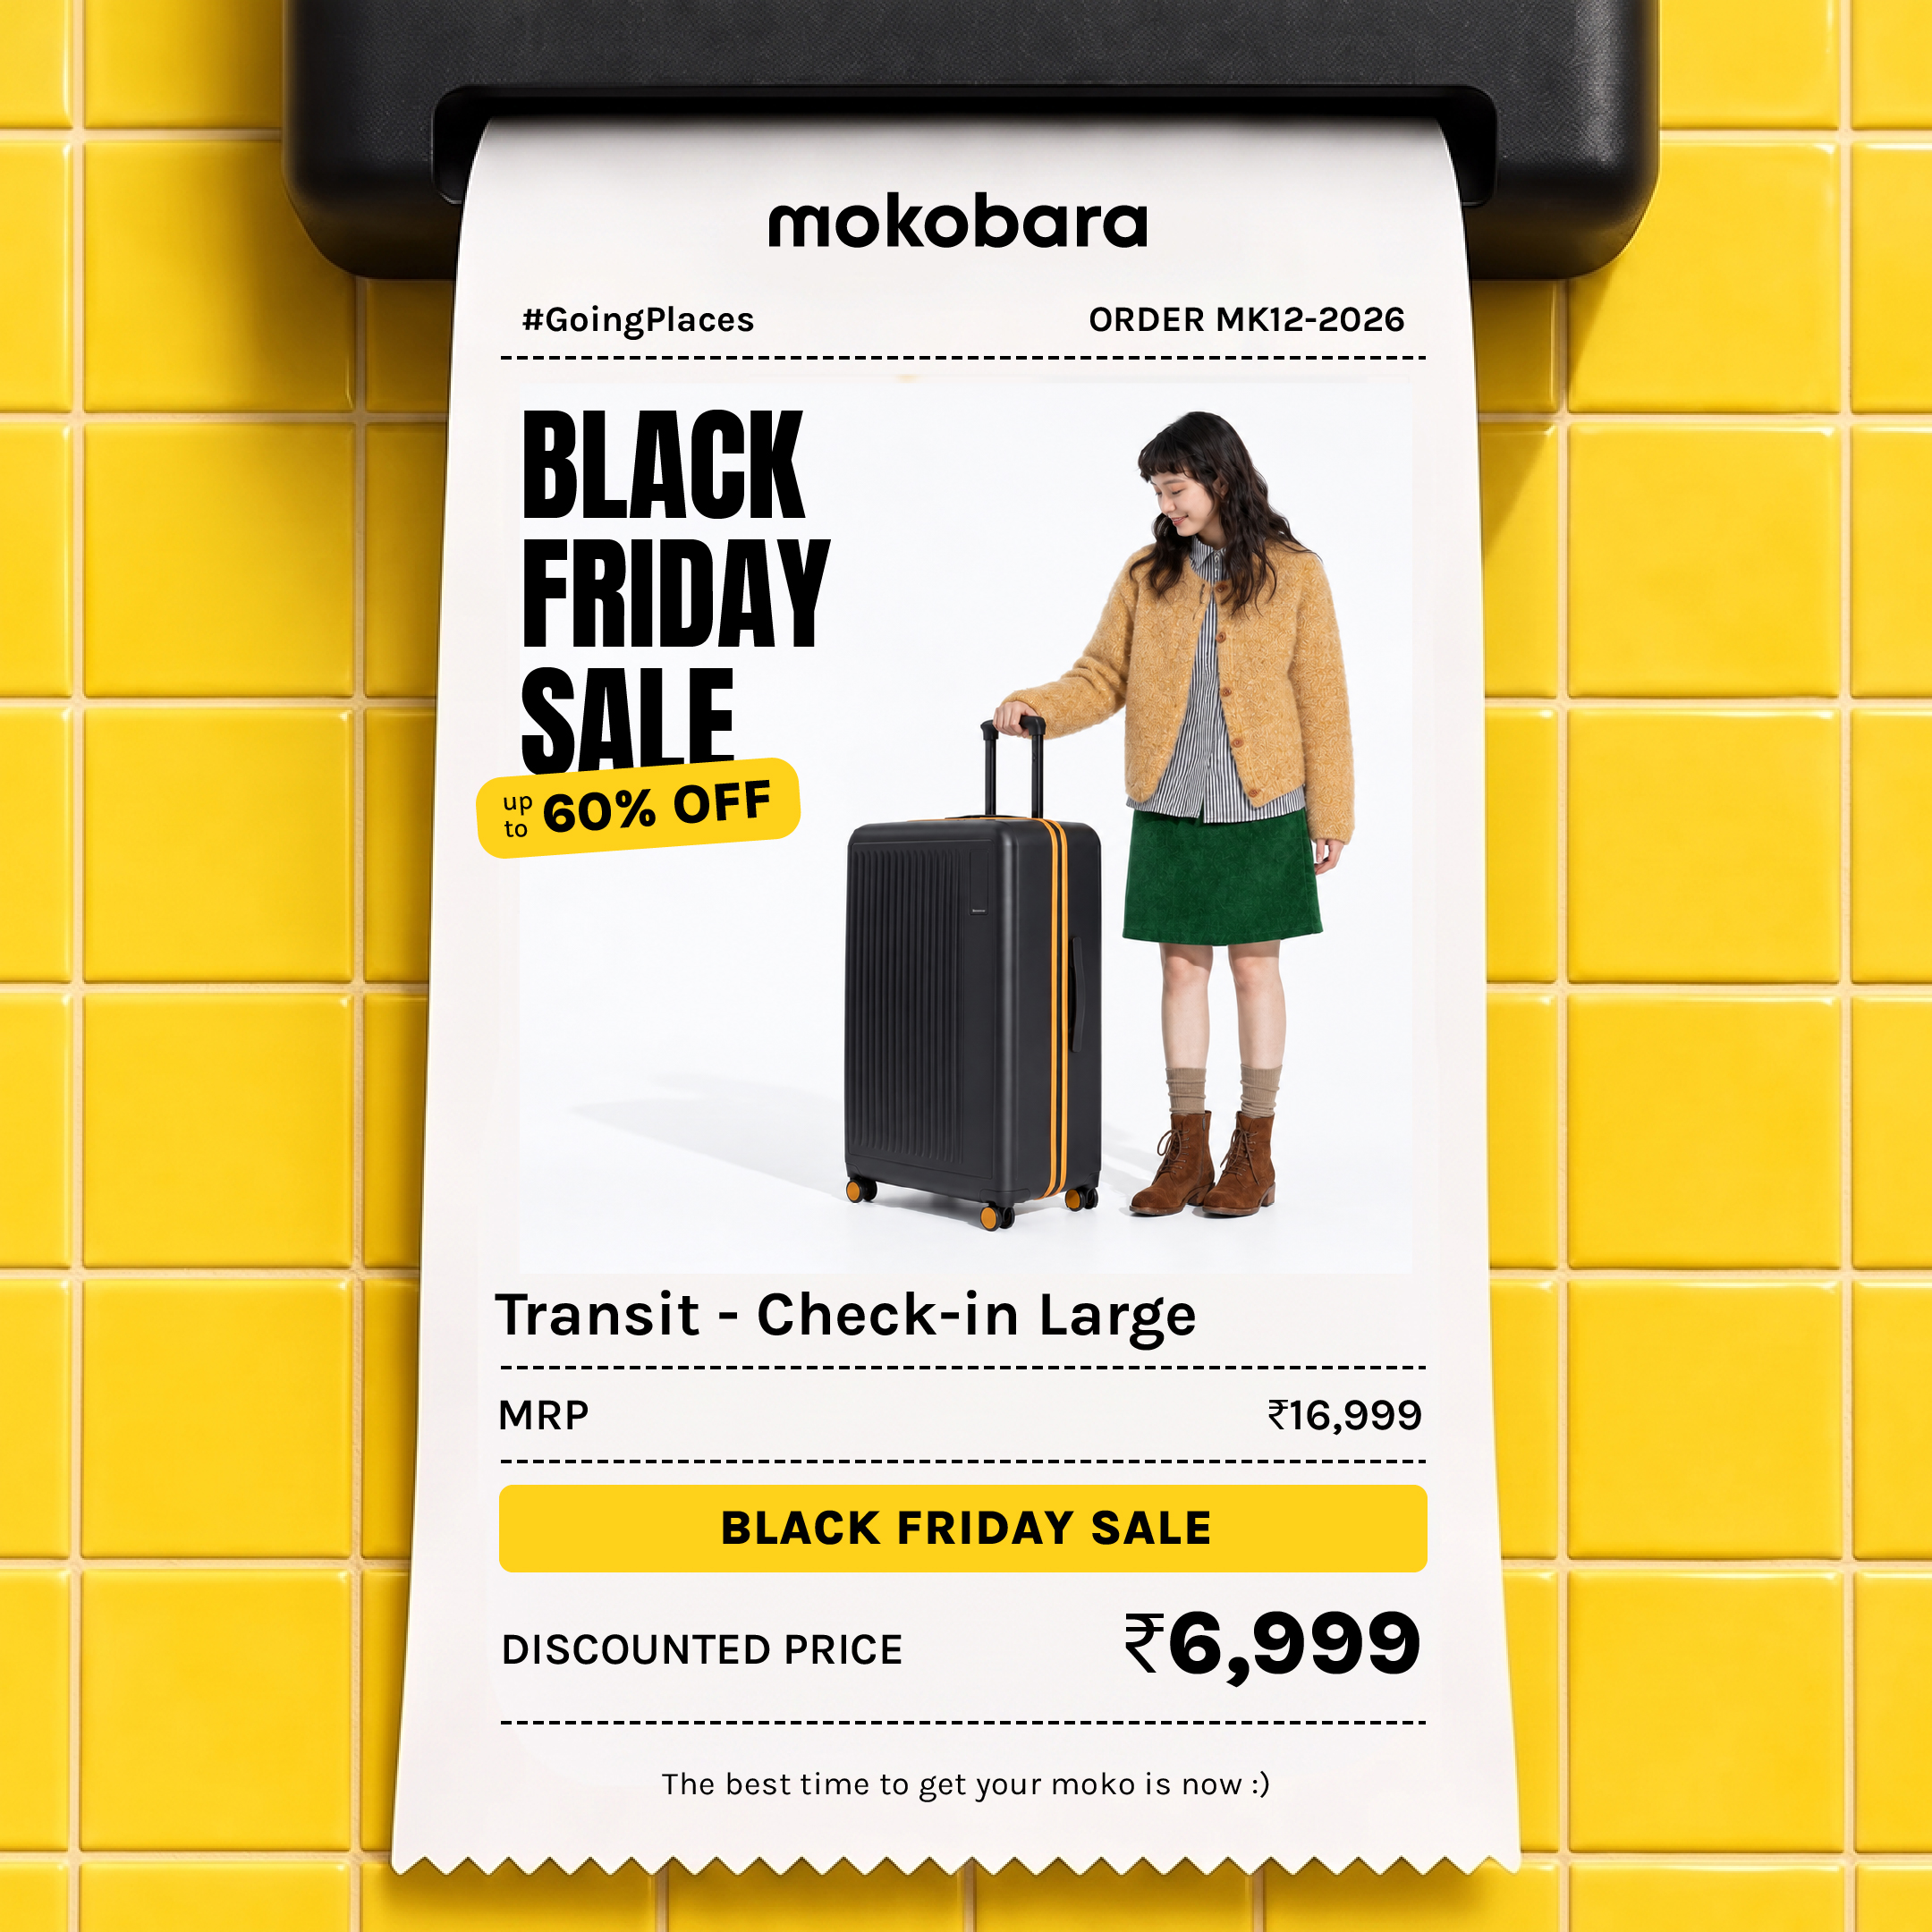 mokobara
#GoingPlaces
ORDER MK12-2026
BLACK
FRIDAY
SALE
up
to
60% OFF
Transit - Check-in Large
MRP
₹16,999
BLACK FRIDAY SALE
DISCOUNTED PRICE
₹6,999
The best time to get your moko is now :)